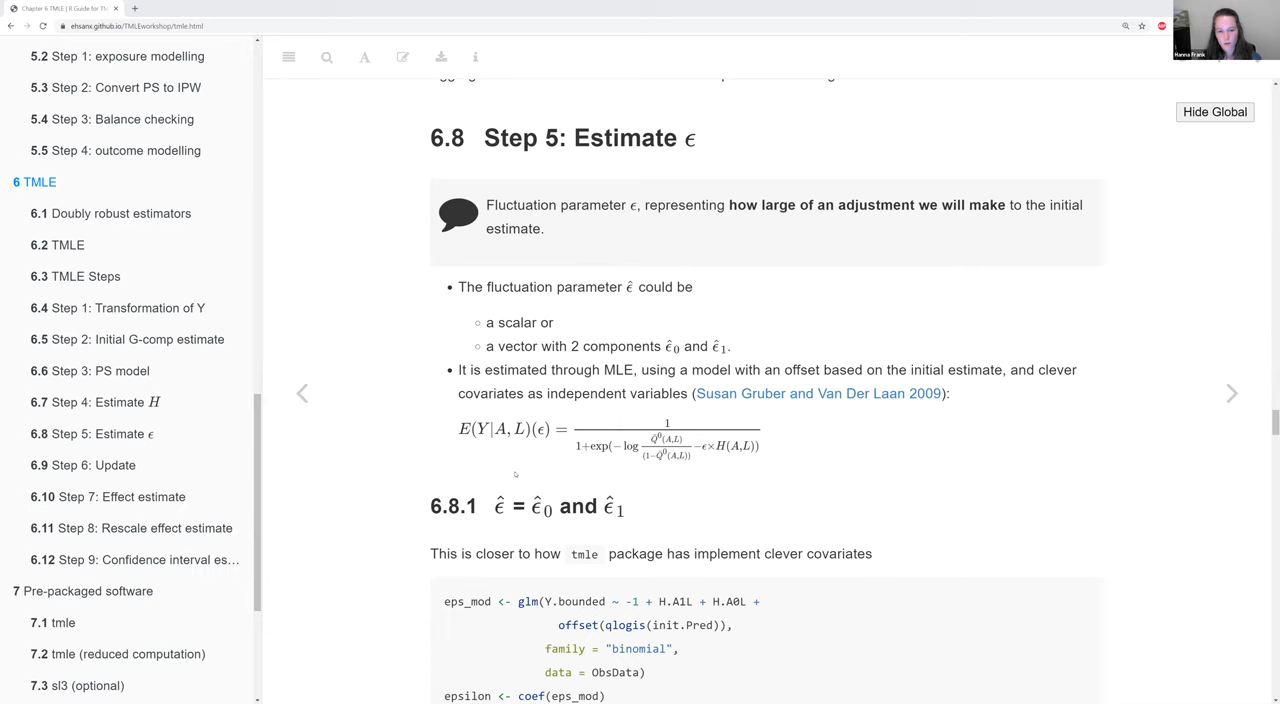 Chapter 6 TMLE | R Guide for TM
ehsanx.github.io/TMLEworkshop/tmle.html
Hanna Frank
Hide Global
5.2 Step 1: exposure modelling
5.3 Step 2: Convert PS to IPW
5.4 Step 3: Balance checking
5.5 Step 4: outcome modelling
6 TMLE
6.1 Doubly robust estimators
6.2 TMLE
6.3 TMLE Steps
6.4 Step 1: Transformation of Y
6.5 Step 2: Initial G-comp estimate
6.6 Step 3: PS model
6.7 Step 4: Estimate H
6.8 Step 5: Estimate ϵ
6.9 Step 6: Update
6.10 Step 7: Effect estimate
6.11 Step 8: Rescale effect estimate
6.12 Step 9: Confidence interval es…
7 Pre-packaged software
7.1 tmle
7.2 tmle (reduced computation)
7.3 sl3 (optional)
6.8 Step 5: Estimate ϵ
Fluctuation parameter ϵ, representing how large of an adjustment we will make to the initial
estimate.
• The fluctuation parameter ϵ̂ could be
◦ a scalar or
◦ a vector with 2 components ϵ̂₀ and ϵ̂₁.
• It is estimated through MLE, using a model with an offset based on the initial estimate, and clever
covariates as independent variables (Susan Gruber and Van Der Laan 2009):
E(Y|A, L)(ϵ) = 1 / (1+exp(− log Q̄⁰(A,L) / (1−Q̄⁰(A,L)) −ϵ×H(A,L)))
6.8.1 ϵ̂ = ϵ̂₀ and ϵ̂₁
This is closer to how tmle package has implement clever covariates
eps_mod <- glm(Y.bounded ~ -1 + H.A1L + H.A0L +
offset(qlogis(init.Pred)),
family = "binomial",
data = ObsData)
epsilon <- coef(eps_mod)